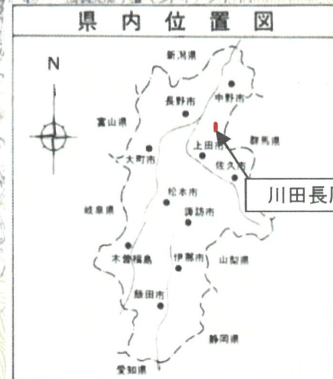 県内位置図
新潟県
N
中野市
長野市
富山県
群馬県
上田市
大町市
佐久市
川田長
松本市
岐阜県
諏訪市
木曽福島
伊那市
山梨県
飯田市
静岡県
愛知県